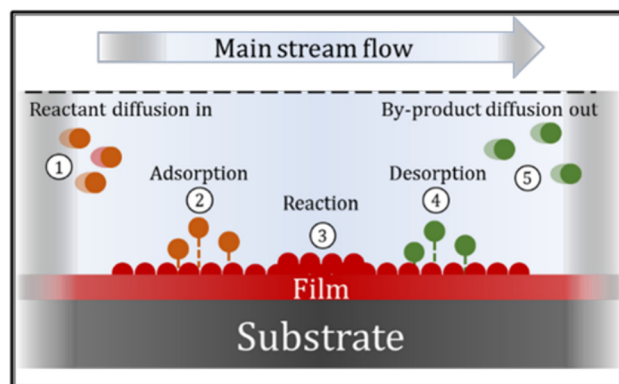 Main stream flow
Reactant diffusion in
By-product diffusion out
1
5
Adsorption
2
Reaction
3
Desorption
4
Film
Substrate